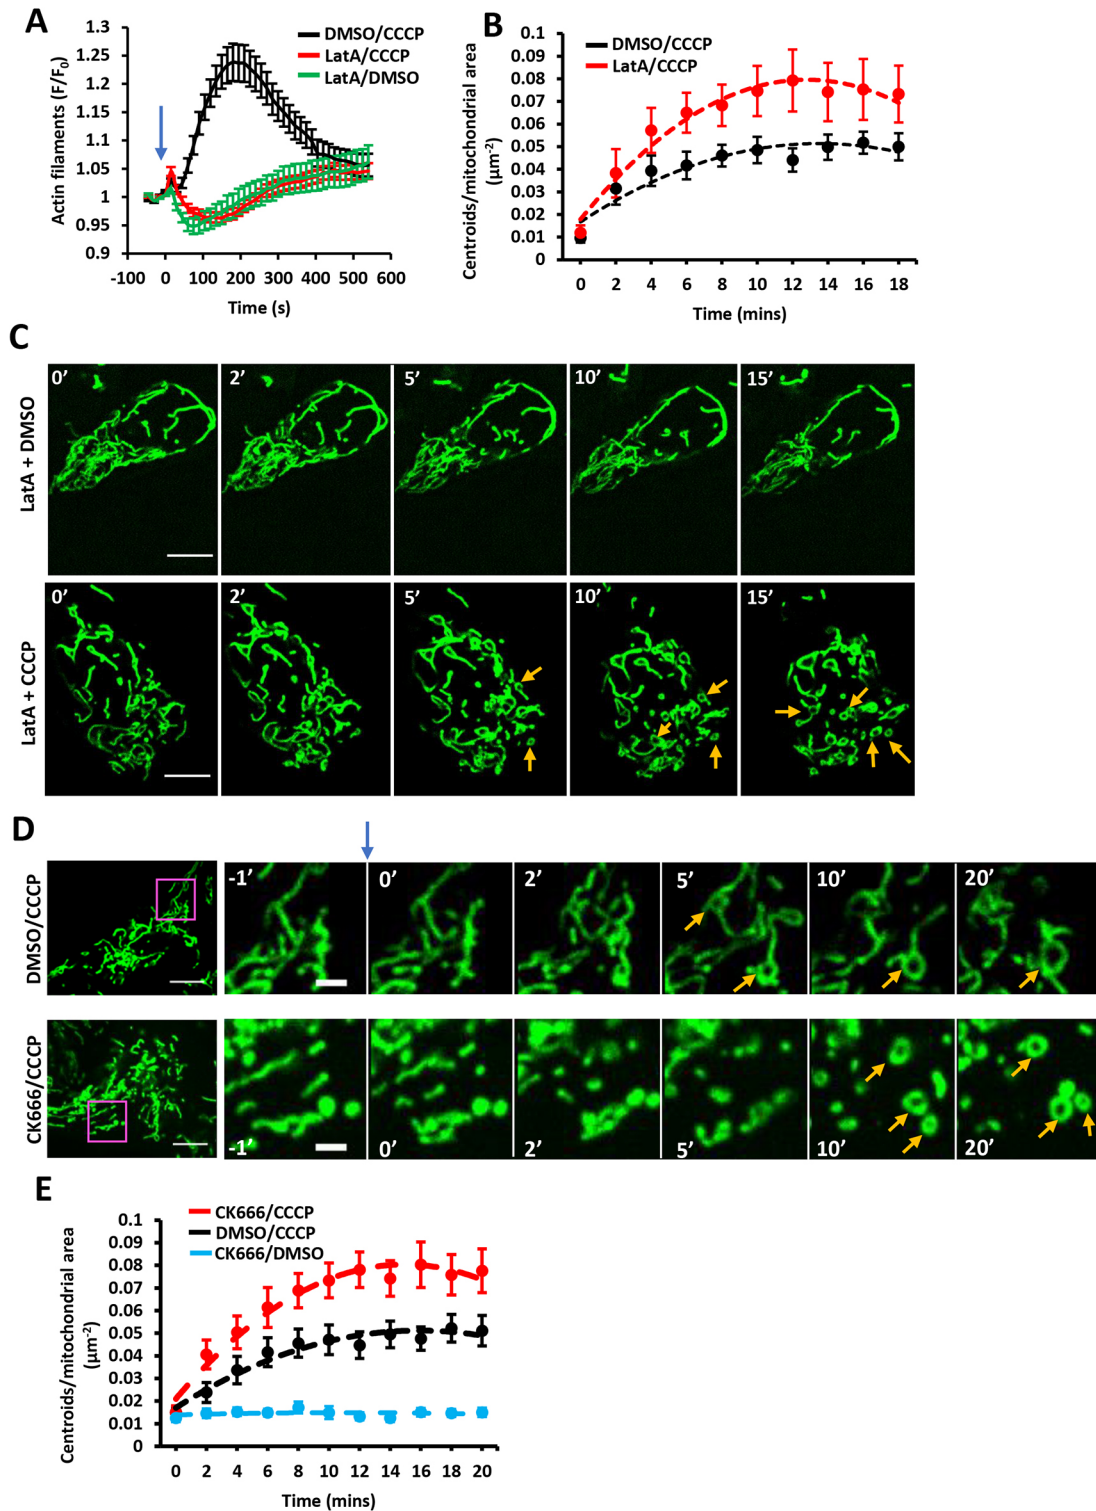 A
1.3
1.25
1.2
1.15
1.1
1.05
1
0.95
0.9
Actin filaments (F/F0)
DMSO/CCCP
LatA/CCCP
LatA/DMSO
-100 0 100 200 300 400 500 600
Time (s)
B
0.1
0.09
0.08
0.07
0.06
0.05
0.04
0.03
0.02
0.01
0
Centroids/mitochondrial area
(µm⁻²)
DMSO/CCCP
LatA/CCCP
0 2 4 6 8 10 12 14 16 18
Time (mins)
C
LatA + DMSO
0’ 2’ 5’ 10’ 15’
LatA + CCCP
0’ 2’ 5’ 10’ 15’
D
DMSO/CCCP
-1’ 0’ 2’ 5’ 10’ 20’
CK666/CCCP
-1’ 0’ 2’ 5’ 10’ 20’
E
CK666/CCCP
DMSO/CCCP
CK666/DMSO
0.1
0.09
0.08
0.07
0.06
0.05
0.04
0.03
0.02
0.01
0
Centroids/mitochondrial area
(µm⁻²)
0 2 4 6 8 10 12 14 16 18 20
Time (mins)